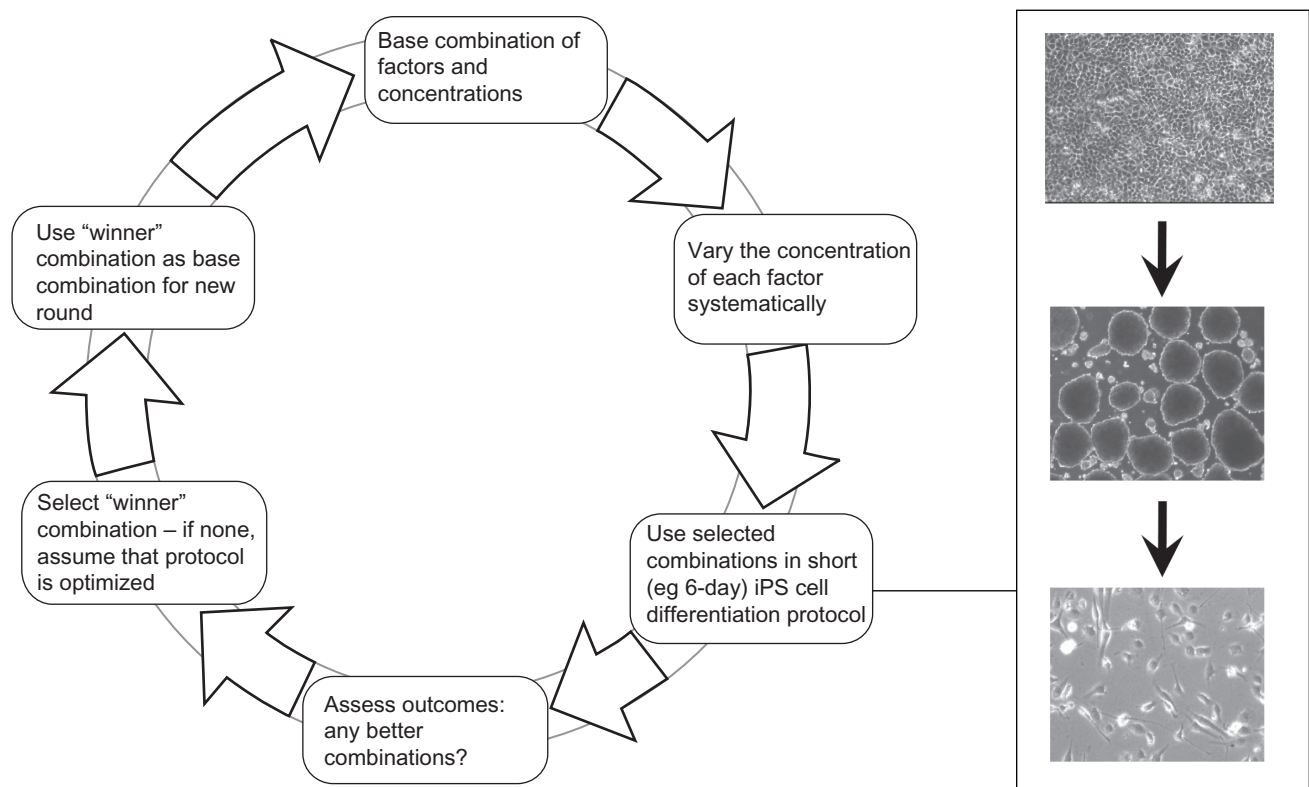 Base combination of
factors and
concentrations
Vary the concentration
of each factor
systematically
Use selected
combinations in short
(eg 6-day) iPS cell
differentiation protocol
Assess outcomes:
any better
combinations?
Select “winner”
combination – if none,
assume that protocol
is optimized
Use “winner”
combination as base
combination for new
round